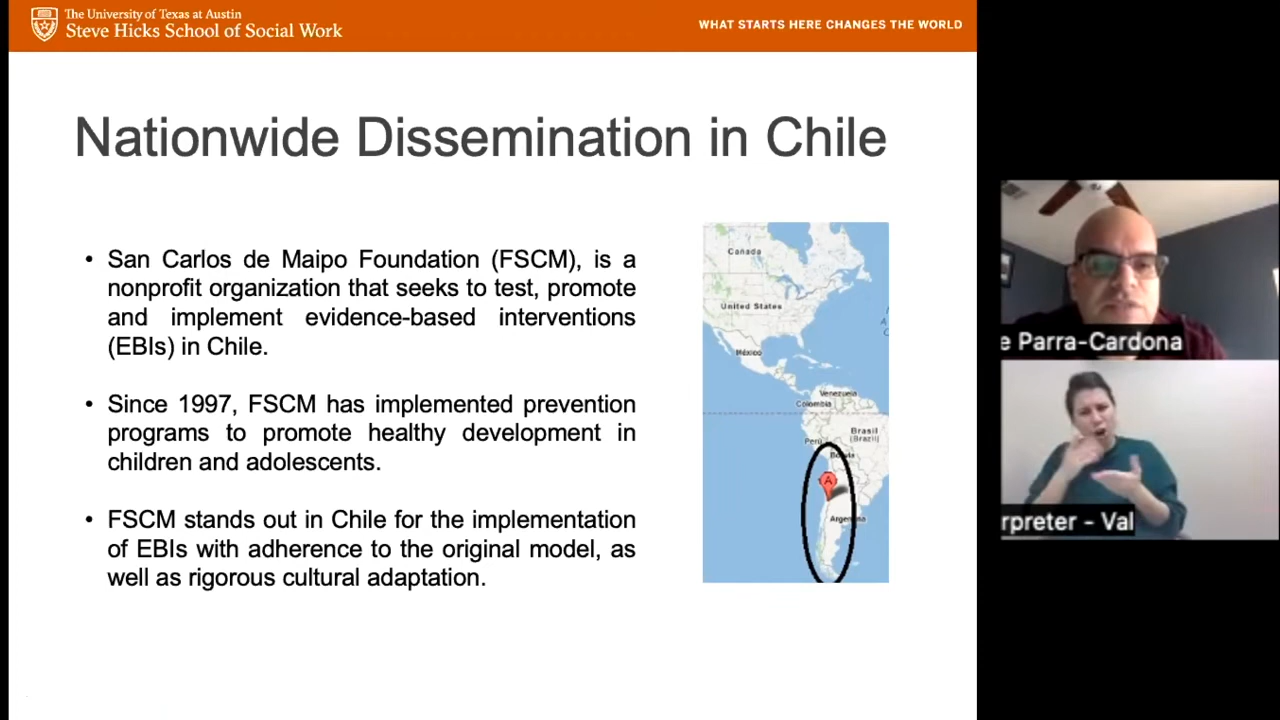 The University of Texas at Austin
Steve Hicks School of Social Work
WHAT STARTS HERE CHANGES THE WORLD
Nationwide Dissemination in Chile
• San Carlos de Maipo Foundation (FSCM), is a
nonprofit organization that seeks to test, promote
and implement evidence-based interventions
(EBIs) in Chile.
• Since 1997, FSCM has implemented prevention
programs to promote healthy development in
children and adolescents.
• FSCM stands out in Chile for the implementation
of EBIs with adherence to the original model, as
well as rigorous cultural adaptation.
Canada
United States
México
Venezuela
Colombia
Brasil
(Brazil)
Perú
A
e Parra-Cardona
rpreter - Val